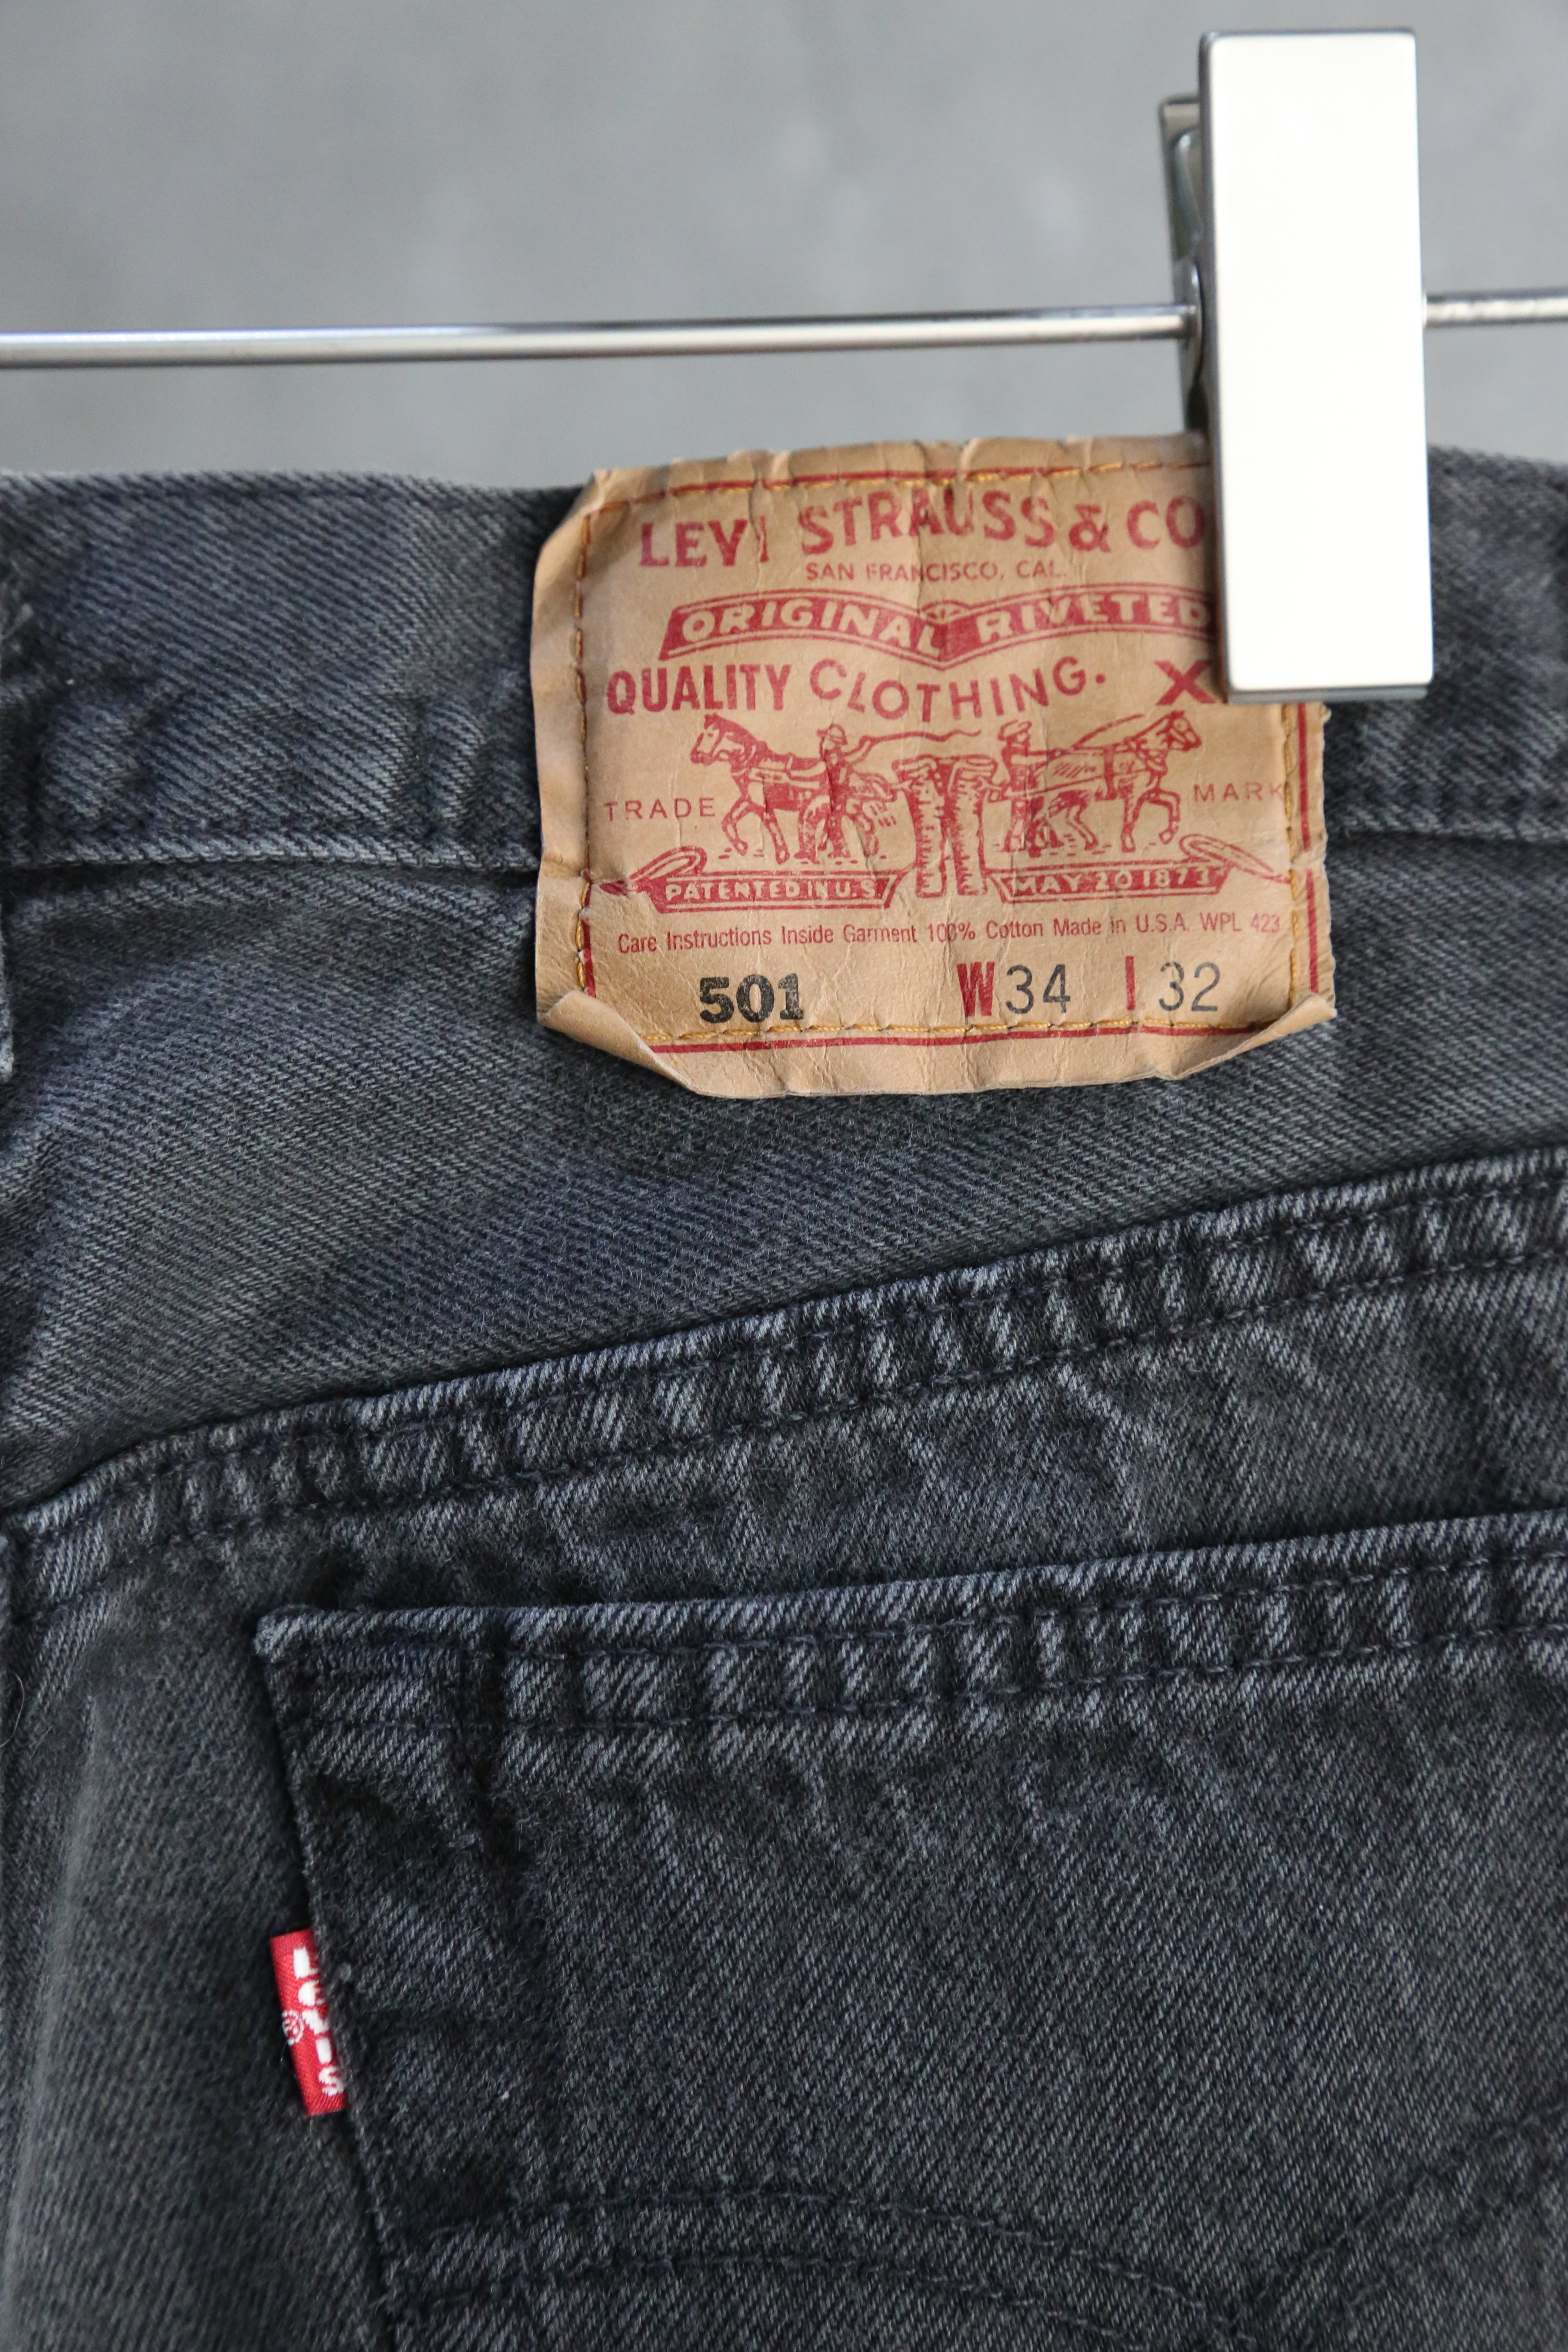 LEVI STRAUSS & CO
SAN FRANCISCO, CAL.
ORIGINAL RIVETED
QUALITY CLOTHING. X
TRADE MARK
PATENTED IN U.S MAY 20 1873
Care Instructions Inside Garment 100% Cotton Made in U.S.A. WPL 423
501 W34 L32
LEVI'S
®